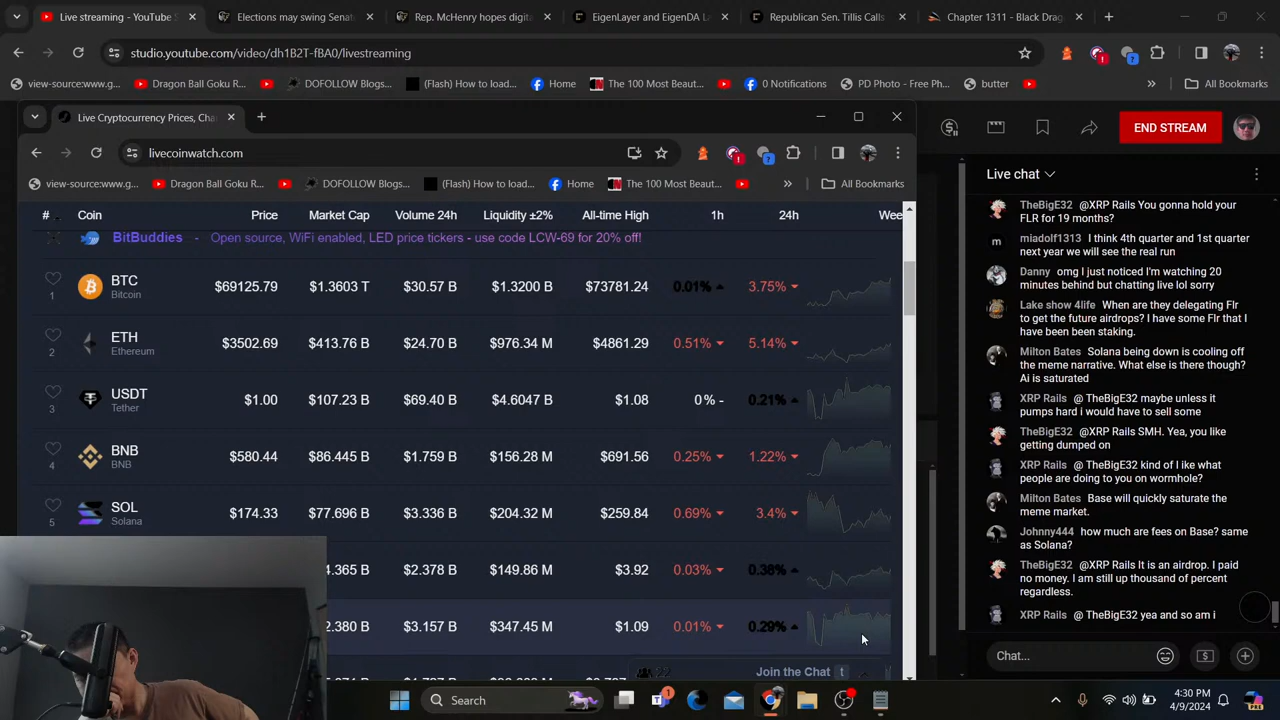 Live streaming - YouTube S
Elections may swing Senat
Rep. McHenry hopes digita
EigenLayer and EigenDA La
Republican Sen. Tillis Calls
Chapter 1311 - Black Drag
studio.youtube.com/video/dh1B2T-fBA0/livestreaming
view-source:www.g...
Dragon Ball Goku R...
DOFOLLOW Blogs...
(Flash) How to load...
Home
The 100 Most Beaut...
0 Notifications
PD Photo - Free Ph...
butter
All Bookmarks
Live Cryptocurrency Prices, Cha
livecoinwatch.com
view-source:www.g...
Dragon Ball Goku R...
DOFOLLOW Blogs...
(Flash) How to load...
Home
The 100 Most Beaut...
All Bookmarks
# Coin Price Market Cap Volume 24h Liquidity ±2% All-time High 1h 24h Wee
BitBuddies - Open source, WiFi enabled, LED price tickers - use code LCW-69 for 20% off!
1 BTC Bitcoin $69125.79 $1.3603 T $30.57 B $1.3200 B $73781.24 0.01% 3.75%
2 ETH Ethereum $3502.69 $413.76 B $24.70 B $976.34 M $4861.29 0.51% 5.14%
3 USDT Tether $1.00 $107.23 B $69.40 B $4.6047 B $1.08 0% - 0.21%
4 BNB BNB $580.44 $86.445 B $1.759 B $156.28 M $691.56 0.25% 1.22%
5 SOL Solana $174.33 $77.696 B $3.336 B $204.32 M $259.84 0.69% 3.4%
4.365 B $2.378 B $149.86 M $3.92 0.03% 0.38%
2.380 B $3.157 B $347.45 M $1.09 0.01% 0.29%
Join the Chat t
END STREAM
Live chat
TheBigE32 @XRP Rails You gonna hold your
FLR for 19 months?
miadolf1313 I think 4th quarter and 1st quarter
next year we will see the real run
Danny omg I just noticed I'm watching 20
minutes behind but chatting live lol sorry
Lake show 4life When are they delegating Flr
to get the future airdrops? I have some Flr that I
have been been staking.
Milton Bates Solana being down is cooling off
the meme narrative. What else is there though?
Ai is saturated
XRP Rails @ TheBigE32 maybe unless it
pumps hard i would have to sell some
TheBigE32 @XRP Rails SMH. Yea, you like
getting dumped on
XRP Rails @ TheBigE32 kind of I like what
people are doing to you on wormhole?
Milton Bates Base will quickly saturate the
meme market.
Johnny444 how much are fees on Base? same
as Solana?
TheBigE32 @XRP Rails It is an airdrop. I paid
no money. I am still up thousand of percent
regardless.
XRP Rails @ TheBigE32 yea and so am i
Chat...
Search
4:30 PM
4/9/2024